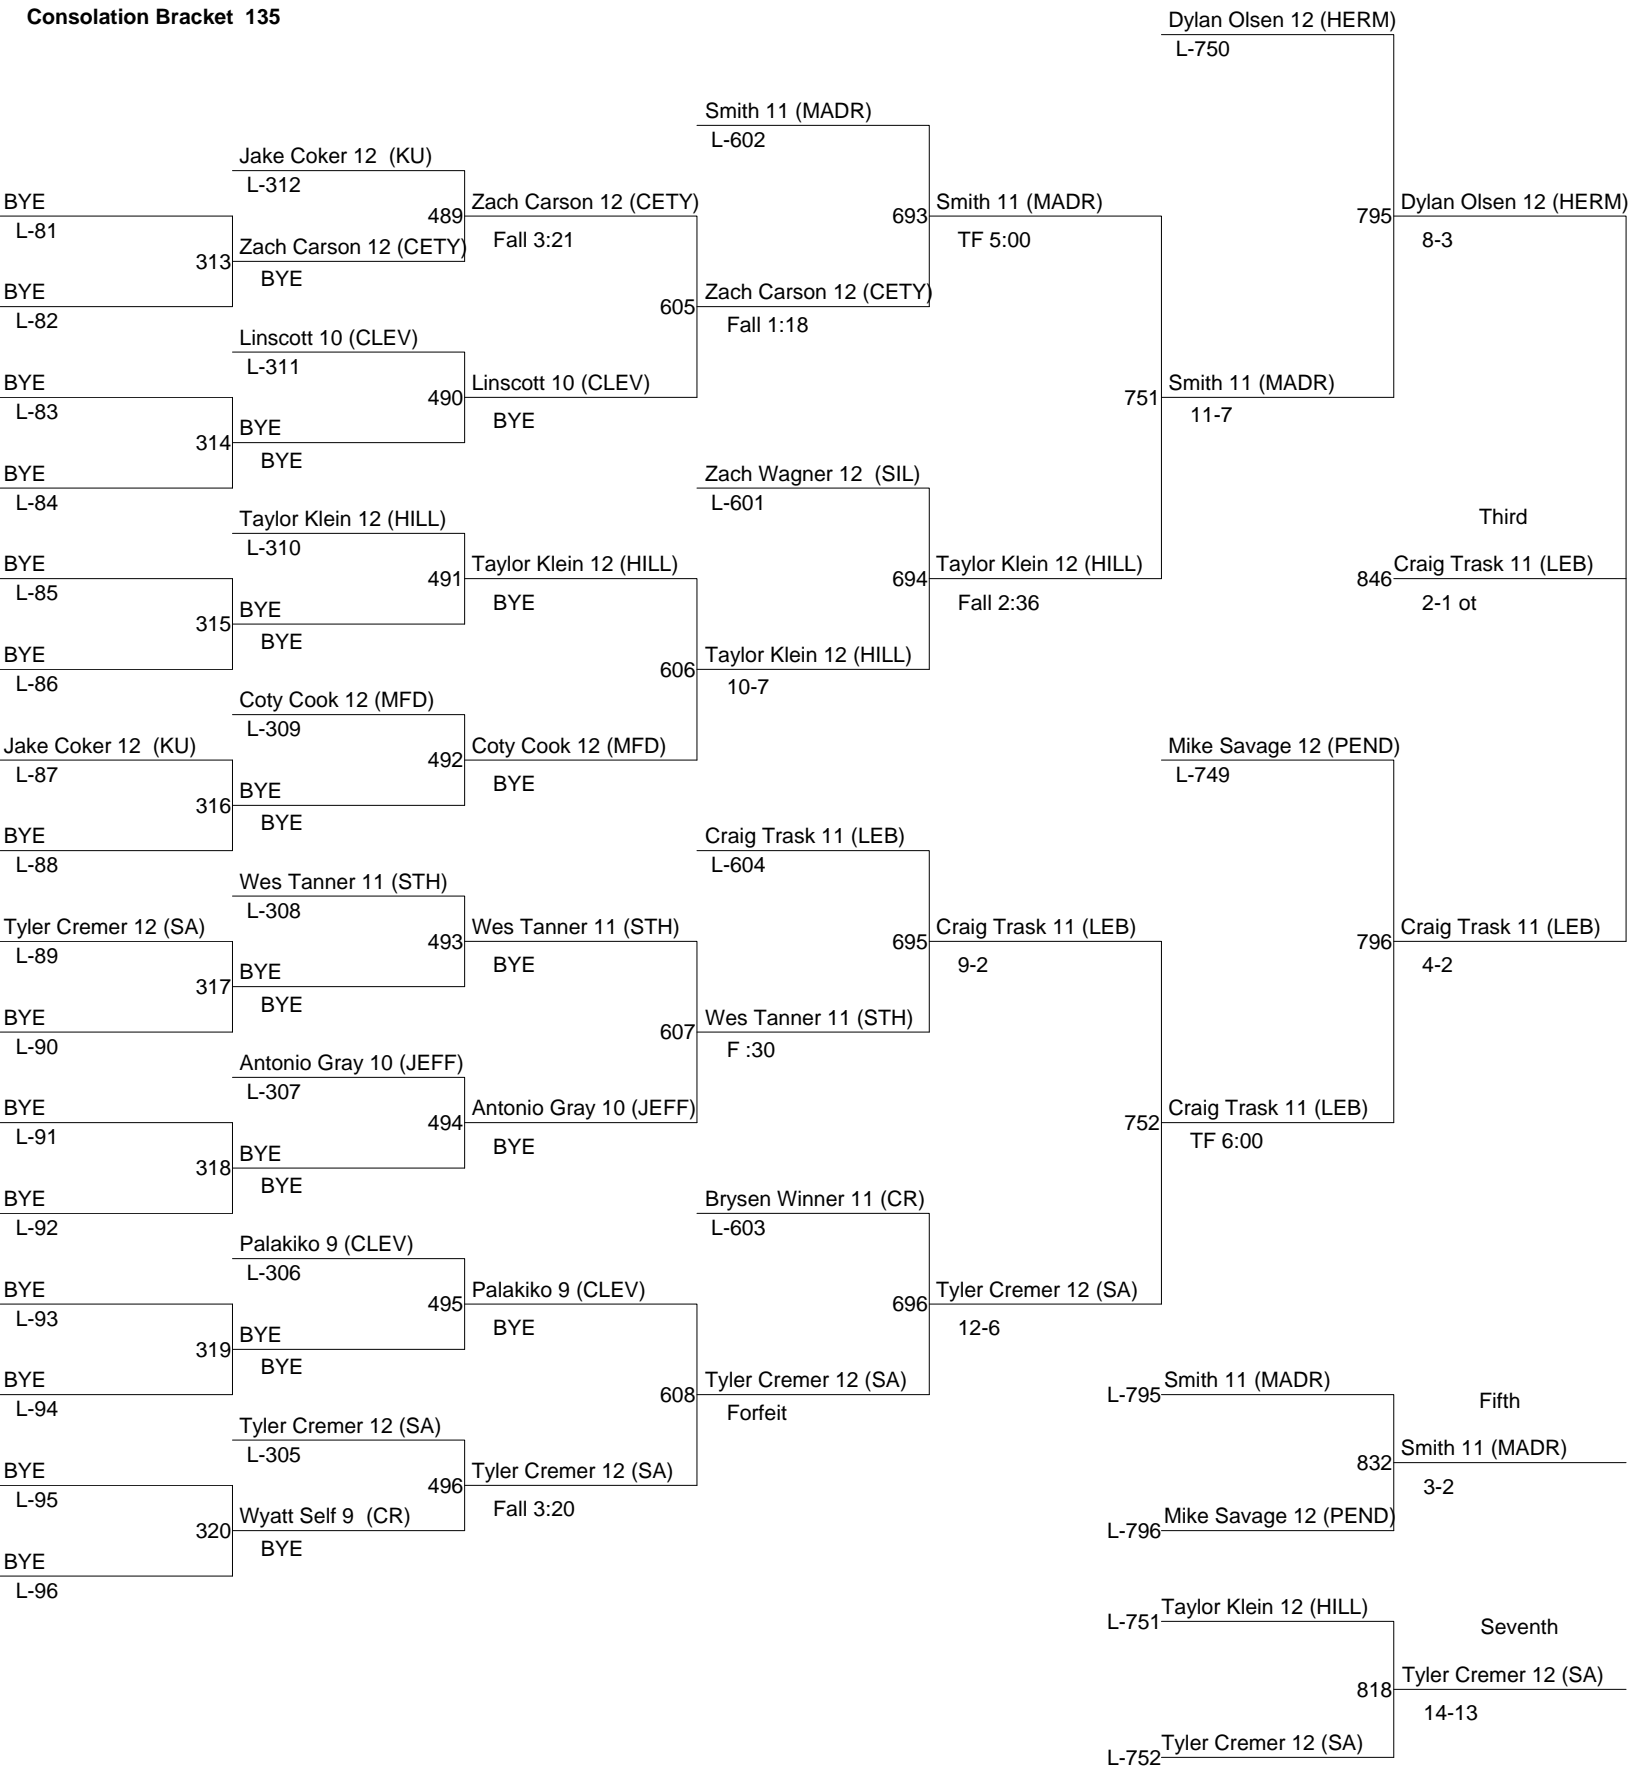 Consolation Bracket  135
BYE
L-81
BYE
L-82
BYE
L-83
BYE
L-84
BYE
L-85
BYE
L-86
Jake Coker 12  (KU)
L-87
BYE
L-88
Tyler Cremer 12 (SA)
L-89
BYE
L-90
BYE
L-91
BYE
L-92
BYE
L-93
BYE
L-94
BYE
L-95
BYE
L-96
Jake Coker 12  (KU)
L-312
313
Zach Carson 12 (CETY)
BYE
Linscott 10 (CLEV)
L-311
314
BYE
BYE
Taylor Klein 12 (HILL)
L-310
315
BYE
BYE
Coty Cook 12 (MFD)
L-309
316
BYE
BYE
Wes Tanner 11 (STH)
L-308
317
BYE
BYE
Antonio Gray 10 (JEFF)
L-307
318
BYE
BYE
Palakiko 9 (CLEV)
L-306
319
BYE
BYE
Tyler Cremer 12 (SA)
L-305
320
Wyatt Self 9  (CR)
BYE
489
Zach Carson 12 (CETY)
Fall 3:21
490
Linscott 10 (CLEV)
BYE
491
Taylor Klein 12 (HILL)
BYE
492
Coty Cook 12 (MFD)
BYE
493
Wes Tanner 11 (STH)
BYE
494
Antonio Gray 10 (JEFF)
BYE
495
Palakiko 9 (CLEV)
BYE
496
Tyler Cremer 12 (SA)
Fall 3:20
Smith 11 (MADR)
L-602
605
Zach Carson 12 (CETY)
Fall 1:18
Zach Wagner 12  (SIL)
L-601
606
Taylor Klein 12 (HILL)
10-7
Craig Trask 11 (LEB)
L-604
607
Wes Tanner 11 (STH)
F :30
Brysen Winner 11 (CR)
L-603
608
Tyler Cremer 12 (SA)
Forfeit
693
Smith 11 (MADR)
TF 5:00
694
Taylor Klein 12 (HILL)
Fall 2:36
695
Craig Trask 11 (LEB)
9-2
696
Tyler Cremer 12 (SA)
12-6
Dylan Olsen 12 (HERM)
L-750
751
Smith 11 (MADR)
11-7
Mike Savage 12 (PEND)
L-749
752
Craig Trask 11 (LEB)
TF 6:00
795
Dylan Olsen 12 (HERM)
8-3
796
Craig Trask 11 (LEB)
4-2
Third
846
Craig Trask 11 (LEB)
2-1 ot
L-795
Smith 11 (MADR)
L-796
Mike Savage 12 (PEND)
Fifth
832
Smith 11 (MADR)
3-2
L-751
Taylor Klein 12 (HILL)
L-752
Tyler Cremer 12 (SA)
Seventh
818
Tyler Cremer 12 (SA)
14-13